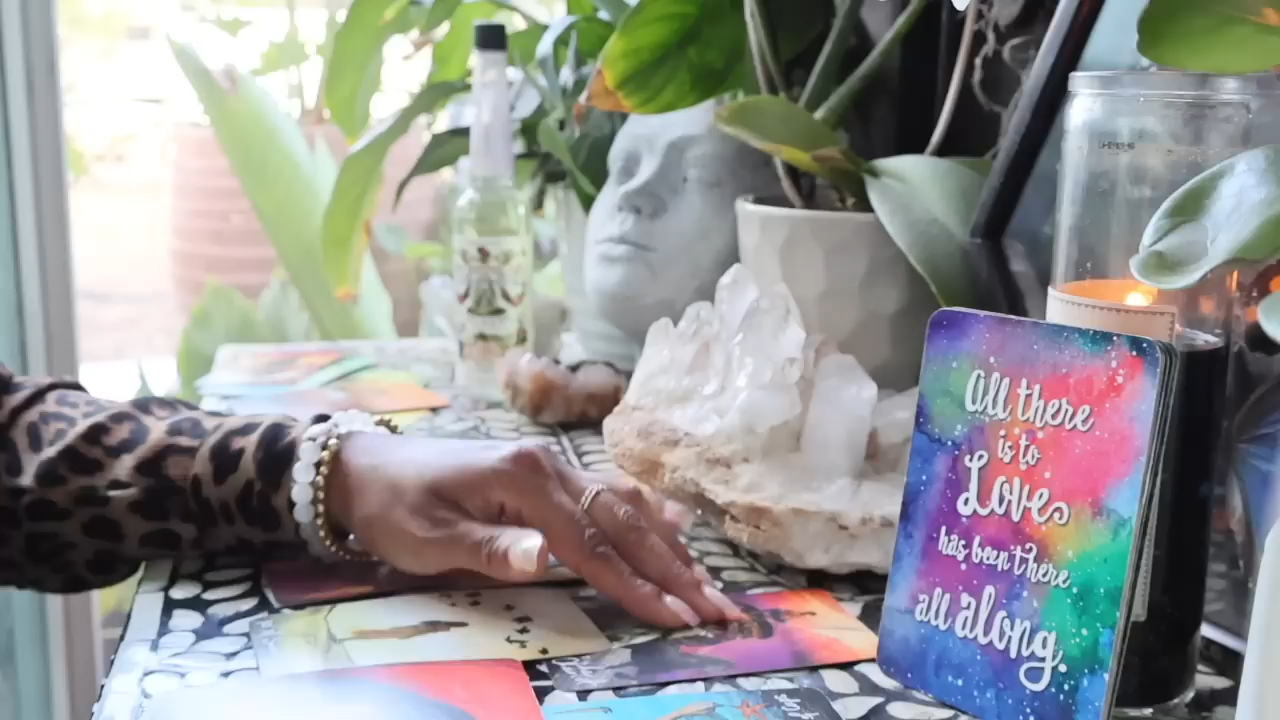 All there
is to
Love
has been there
all along.